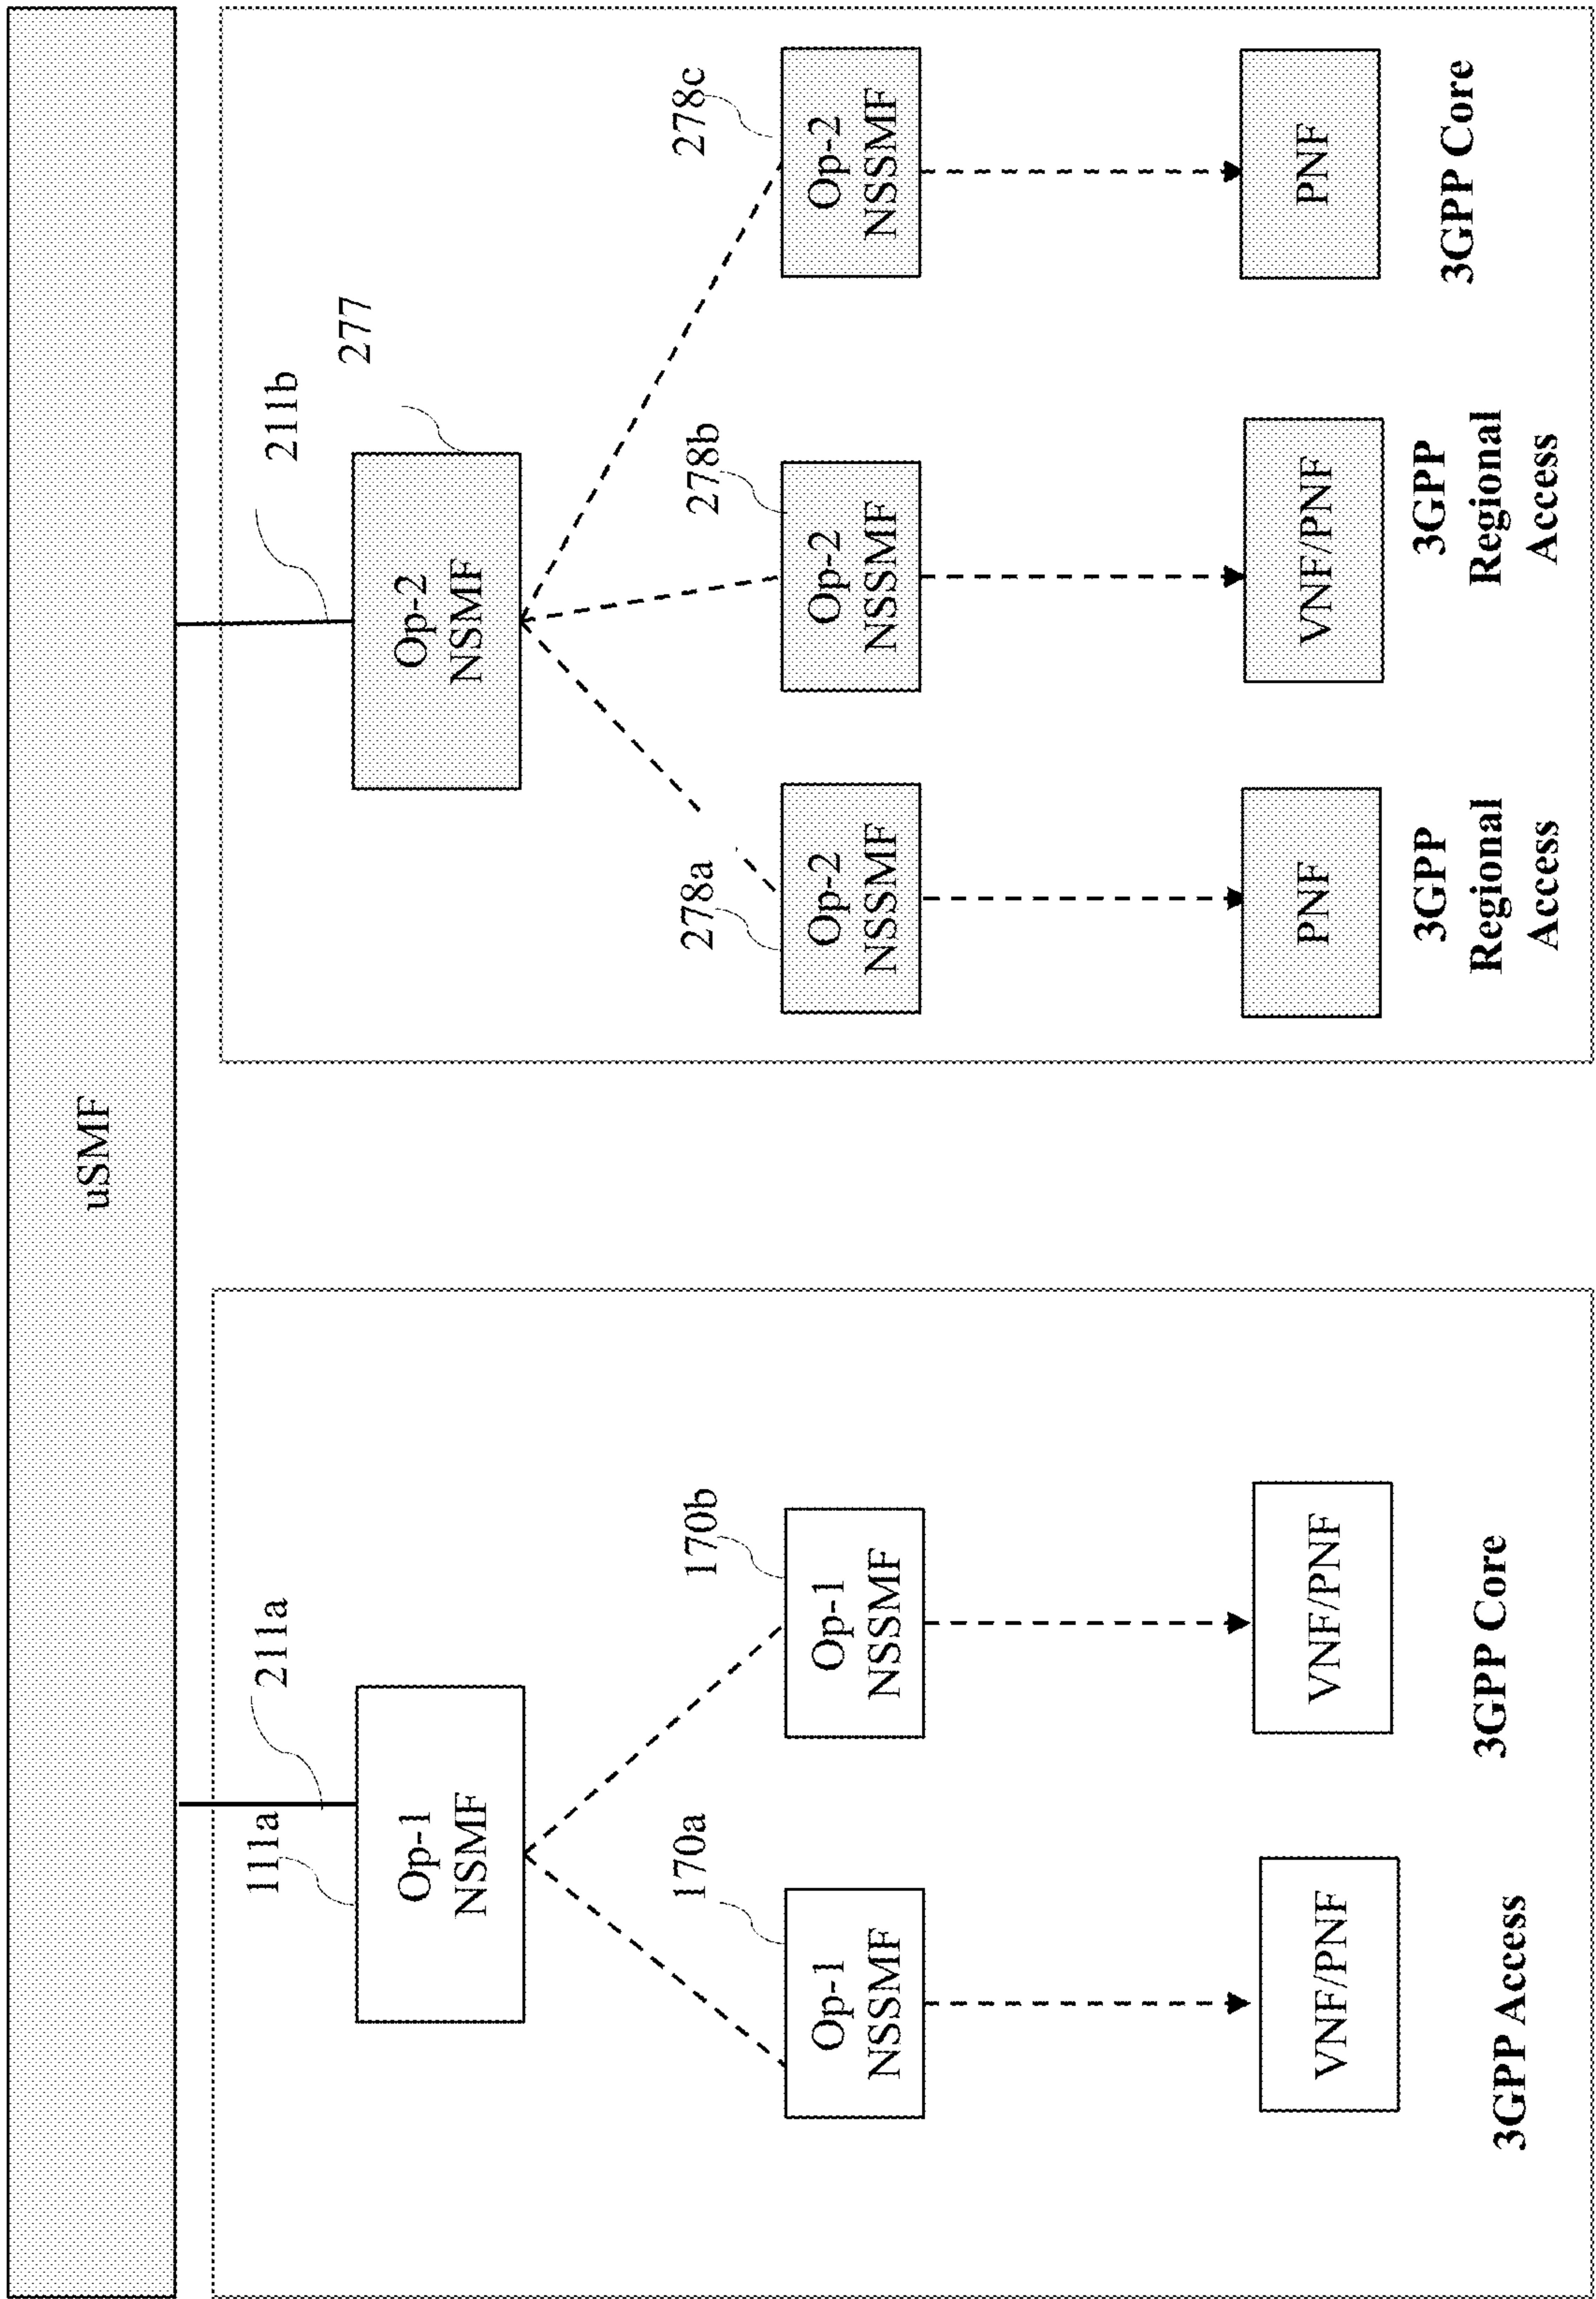 uSMF
111a
211a
Op-1
NSMF
170a
170b
Op-1
NSSMF
Op-1
NSSMF
VNF/PNF
VNF/PNF
3GPP Access
3GPP Core
211b
277
Op-2
NSMF
278a
278b
278c
Op-2
NSSMF
Op-2
NSSMF
Op-2
NSSMF
PNF
VNF/PNF
PNF
3GPP
Regional
Access
3GPP
Regional
Access
3GPP Core